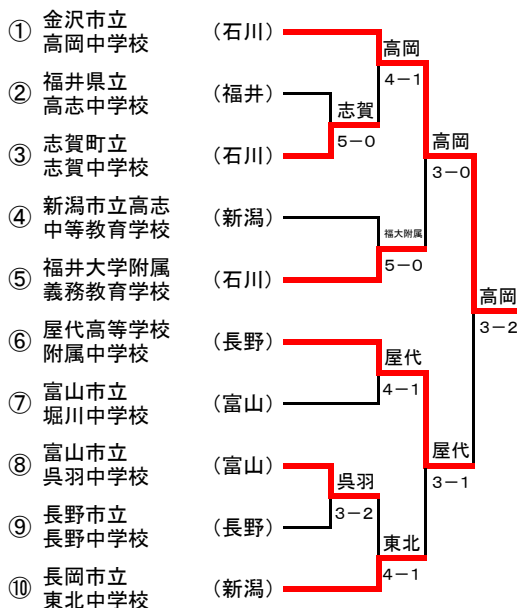 ① 金沢市立
高岡中学校 (石川)
② 福井県立
高志中学校 (福井)
③ 志賀町立
志賀中学校 (石川)
④ 新潟市立高志
中等教育学校 (新潟)
⑤ 福井大学附属
義務教育学校 (石川)
⑥ 屋代高等学校
附属中学校 (長野)
⑦ 富山市立
堀川中学校 (富山)
⑧ 富山市立
呉羽中学校 (富山)
⑨ 長野市立
長野中学校 (長野)
⑩ 長岡市立
東北中学校 (新潟)
志賀
5-0
呉羽
3-2
高岡
4-1
福大附属
5-0
屋代
4-1
東北
4-1
高岡
3-0
屋代
3-1
高岡
3-2